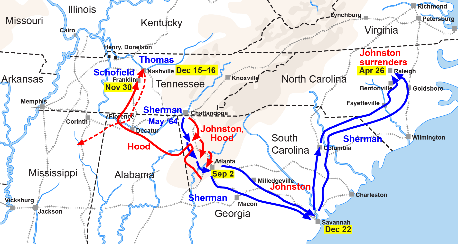 Missouri
Illinois
Cairo
Kentucky
Lynchburg
Virginia
Richmond
Petersburg
Henry, Donelson
Thomas
Nashville
Dec 15–16
Schofield
Franklin
Nov 30
Tennessee
Knoxville
North Carolina
Johnston
surrenders
Apr 26
Raleigh
Bentonville
Goldsboro
Fayetteville
Arkansas
Memphis
Corinth
Florence
Decatur
Sherman
May '64
Chattanooga
Johnston,
Hood
Hood
South
Carolina
Columbia
Sherman
Wilmington
Mississippi
Alabama
Atlanta
Sep 2
Milledgeville
Johnston
Charleston
Vicksburg
Jackson
Sherman
Macon
Georgia
Savannah
Dec 22